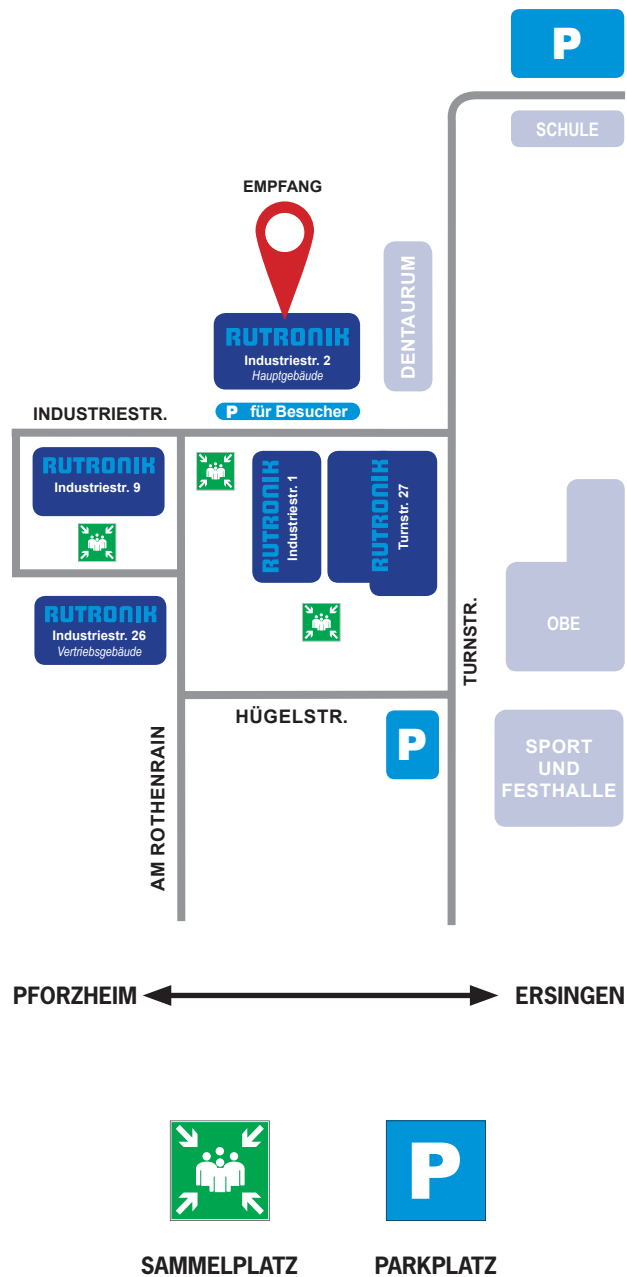 P
SCHULE
EMPFANG
DENTAURUM
RUTRONIK
Industriestr. 2
Hauptgebäude
P für Besucher
INDUSTRIESTR.
RUTRONIK
Industriestr. 9
RUTRONIK
Industriestr. 1
RUTRONIK
Turnstr. 27
RUTRONIK
Industriestr. 26
Vertriebsgebäude
OBE
TURNSTR.
HÜGELSTR.
P
SPORT
UND
FESTHALLE
AM ROTHENRAIN
PFORZHEIM
ERSINGEN
P
SAMMELPLATZ
PARKPLATZ